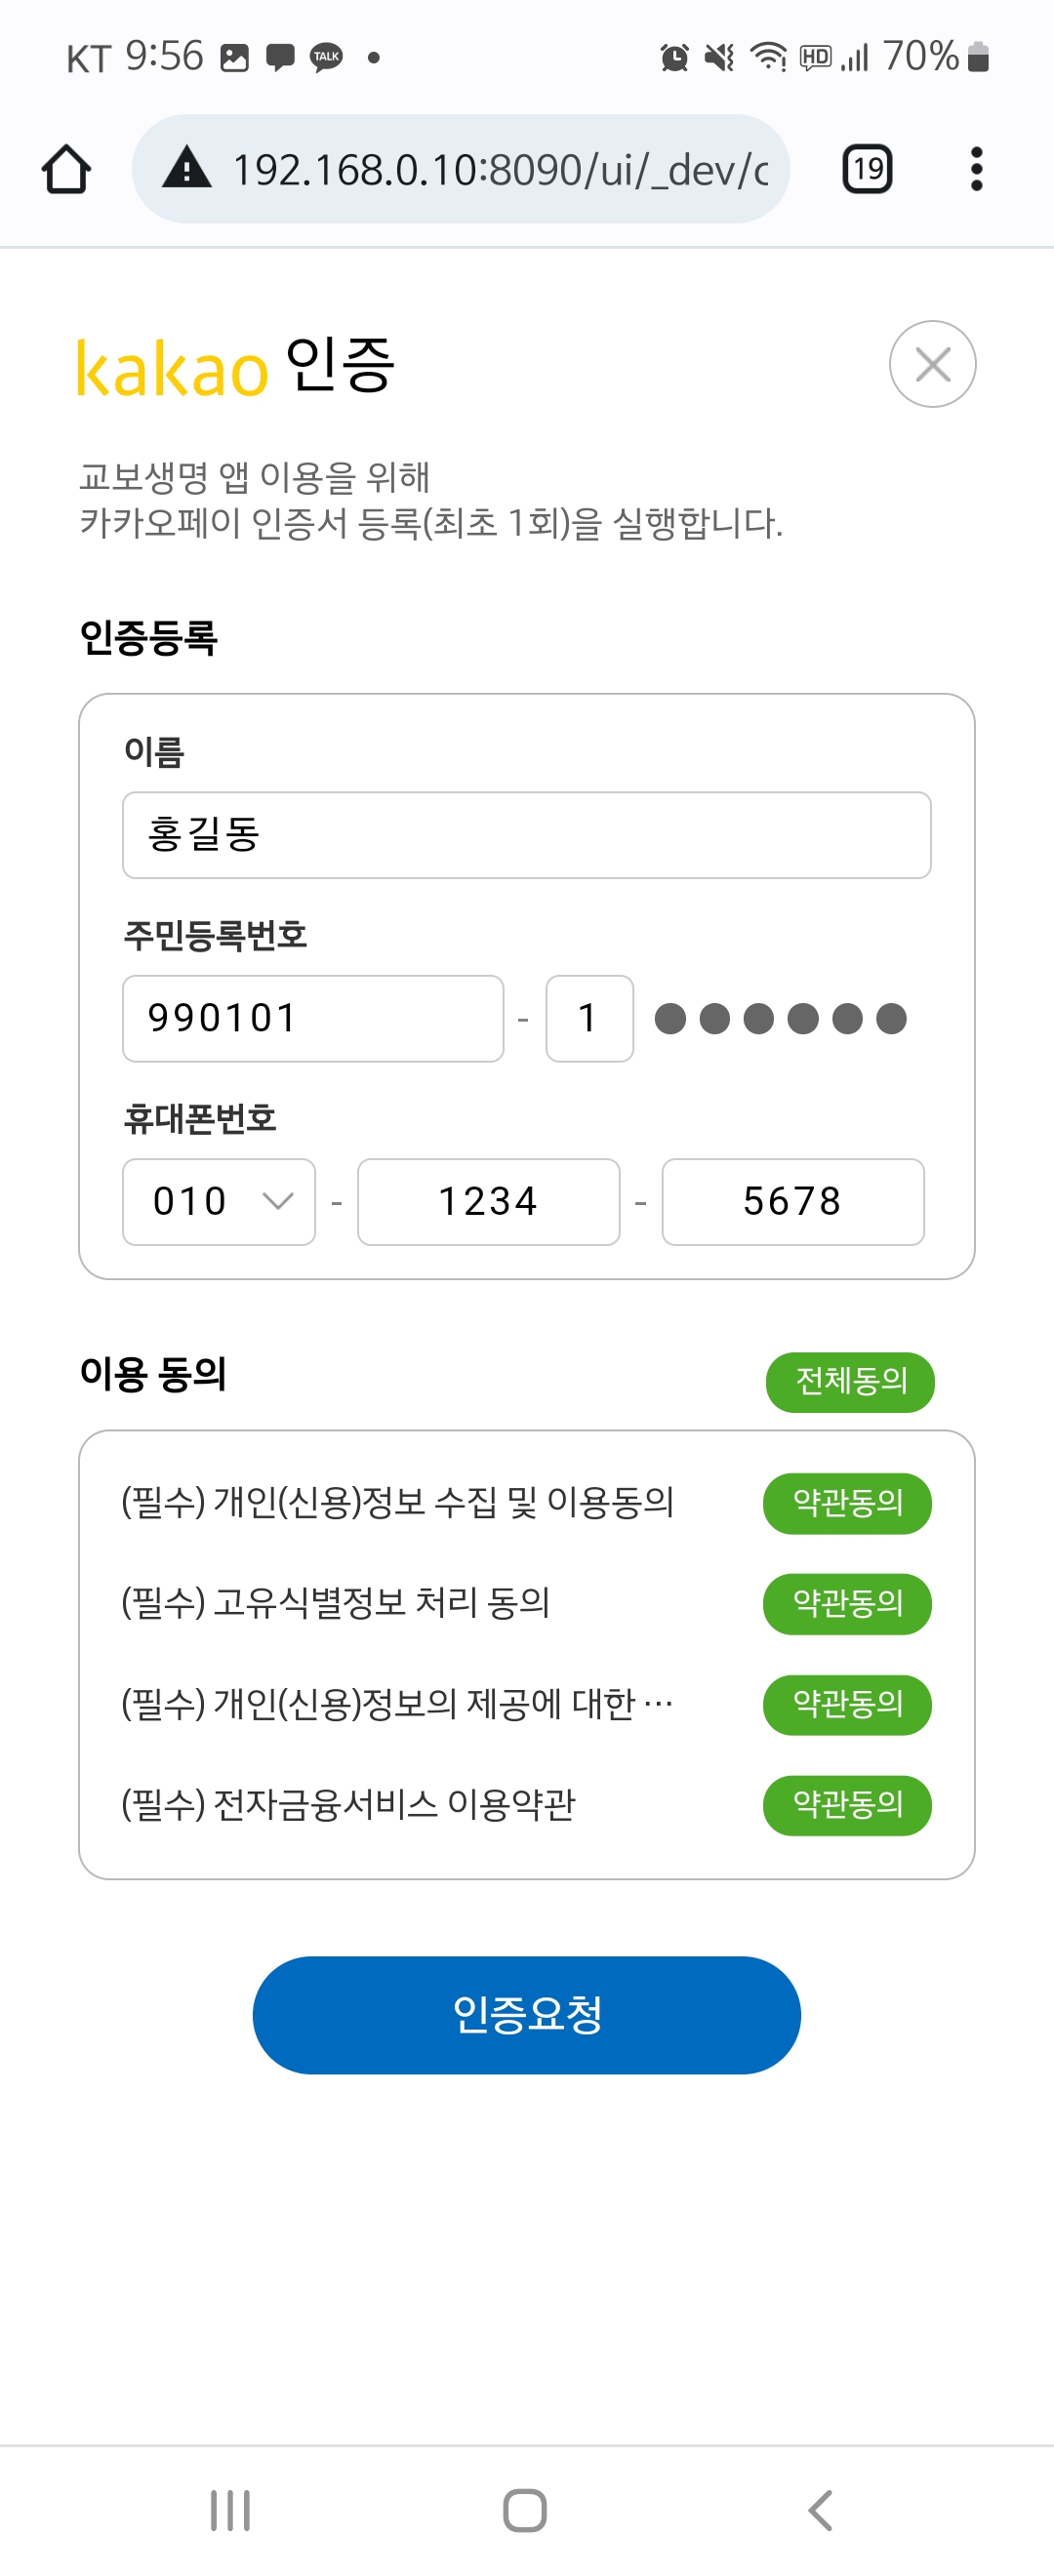 KT 9:56 TALK HD 70%
192.168.0.10:8090/ui/_dev/c 19
kakao 인증
교보생명 앱 이용을 위해
카카오페이 인증서 등록(최초 1회)을 실행합니다.
인증등록
이름
홍길동
주민등록번호
990101 - 1 ●●●●●●
휴대폰번호
010 - 1234 - 5678
이용 동의 전체동의
(필수) 개인(신용)정보 수집 및 이용동의 약관동의
(필수) 고유식별정보 처리 동의 약관동의
(필수) 개인(신용)정보의 제공에 대한 … 약관동의
(필수) 전자금융서비스 이용약관 약관동의
인증요청